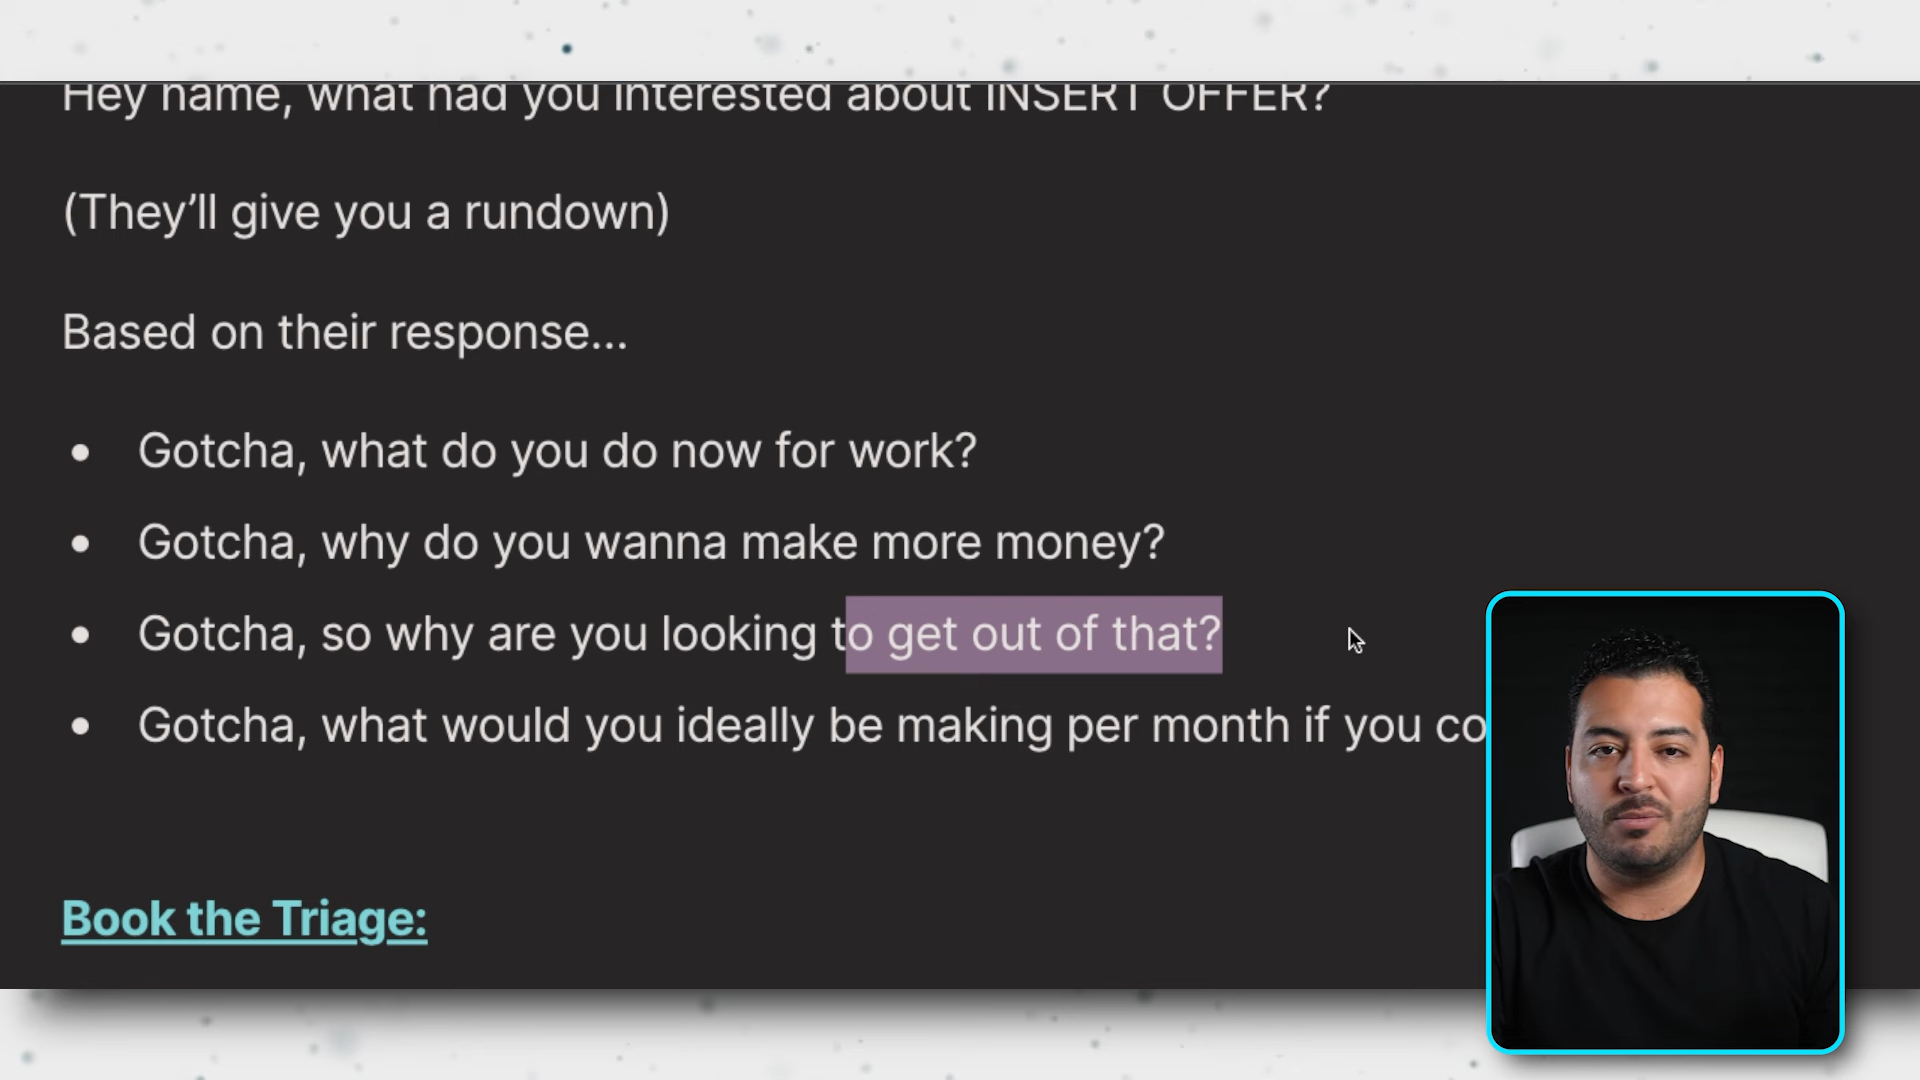 Hey name, what had you interested about INSERT OFFER?
(They’ll give you a rundown)
Based on their response...
• Gotcha, what do you do now for work?
• Gotcha, why do you wanna make more money?
• Gotcha, so why are you looking to get out of that?
• Gotcha, what would you ideally be making per month if you co
Book the Triage: